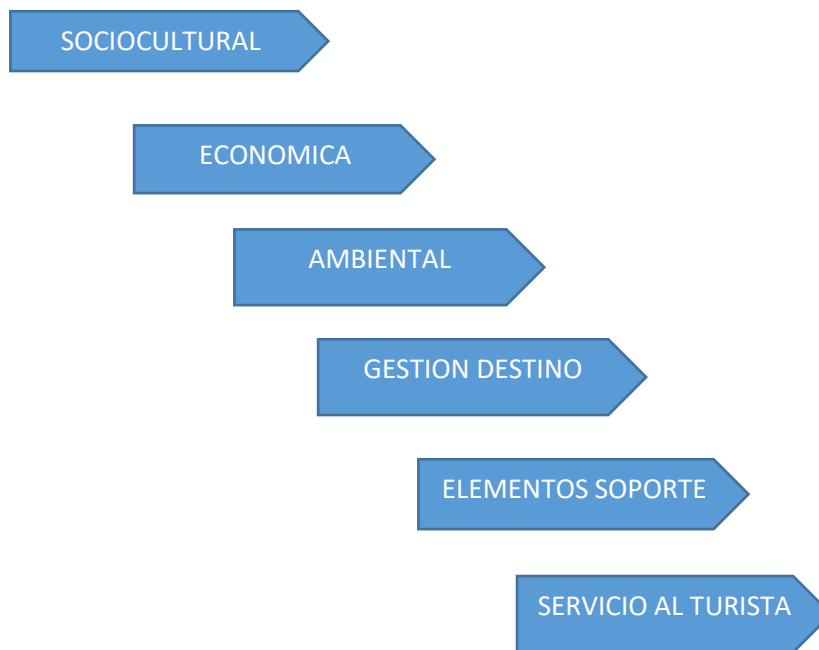 SOCIOCULTURAL
ECONOMICA
AMBIENTAL
GESTION DESTINO
ELEMENTOS SOPORTE
SERVICIO AL TURISTA